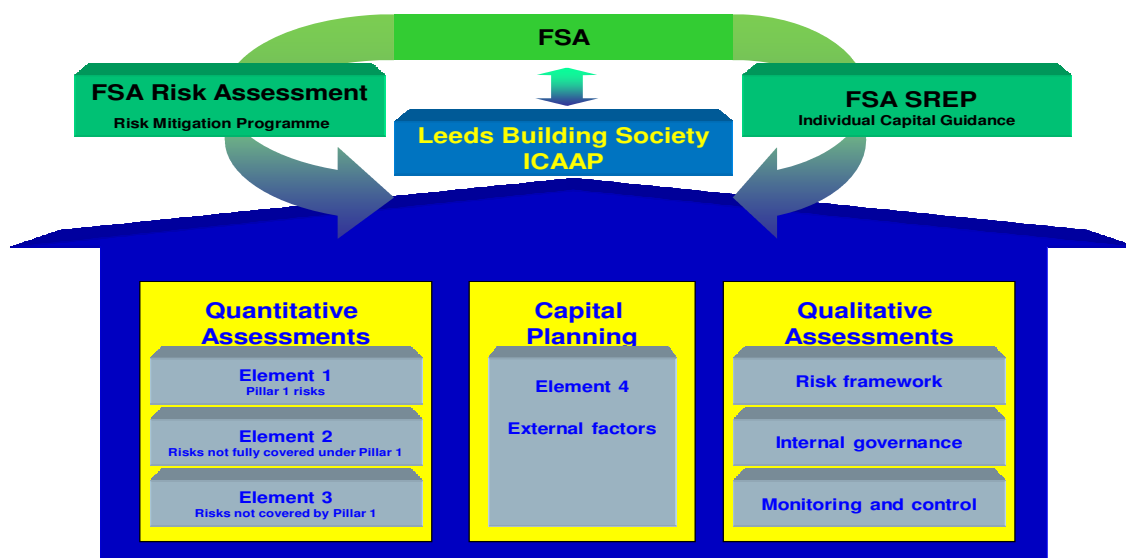 FSA
FSA Risk Assessment
Risk Mitigation Programme
FSA SREP
Individual Capital Guidance
Leeds Building Society
ICAAP
Quantitative
Assessments
Element 1
Pillar 1 risks
Element 2
Risks not fully covered under Pillar 1
Element 3
Risks not covered by Pillar 1
Capital
Planning
Element 4
External factors
Qualitative
Assessments
Risk framework
Internal governance
Monitoring and control